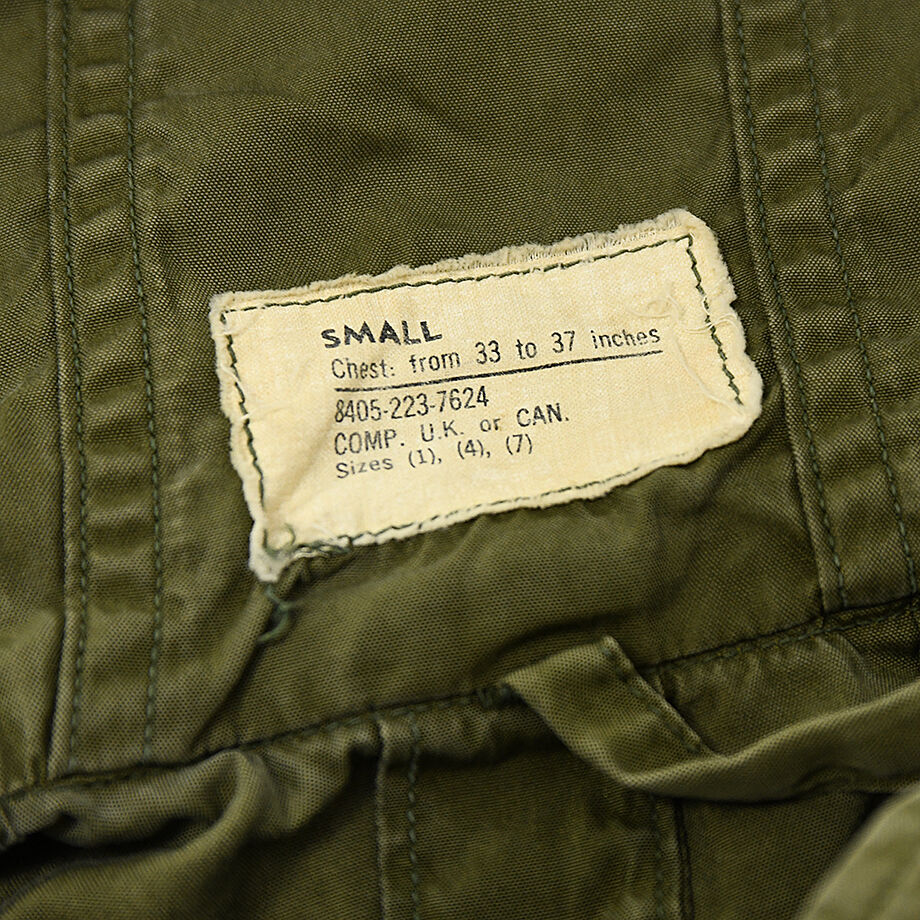 SMALL
Chest: from 33 to 37 inches
8405-223-7624
COMP. U.K. or CAN.
Sizes (1), (4), (7)